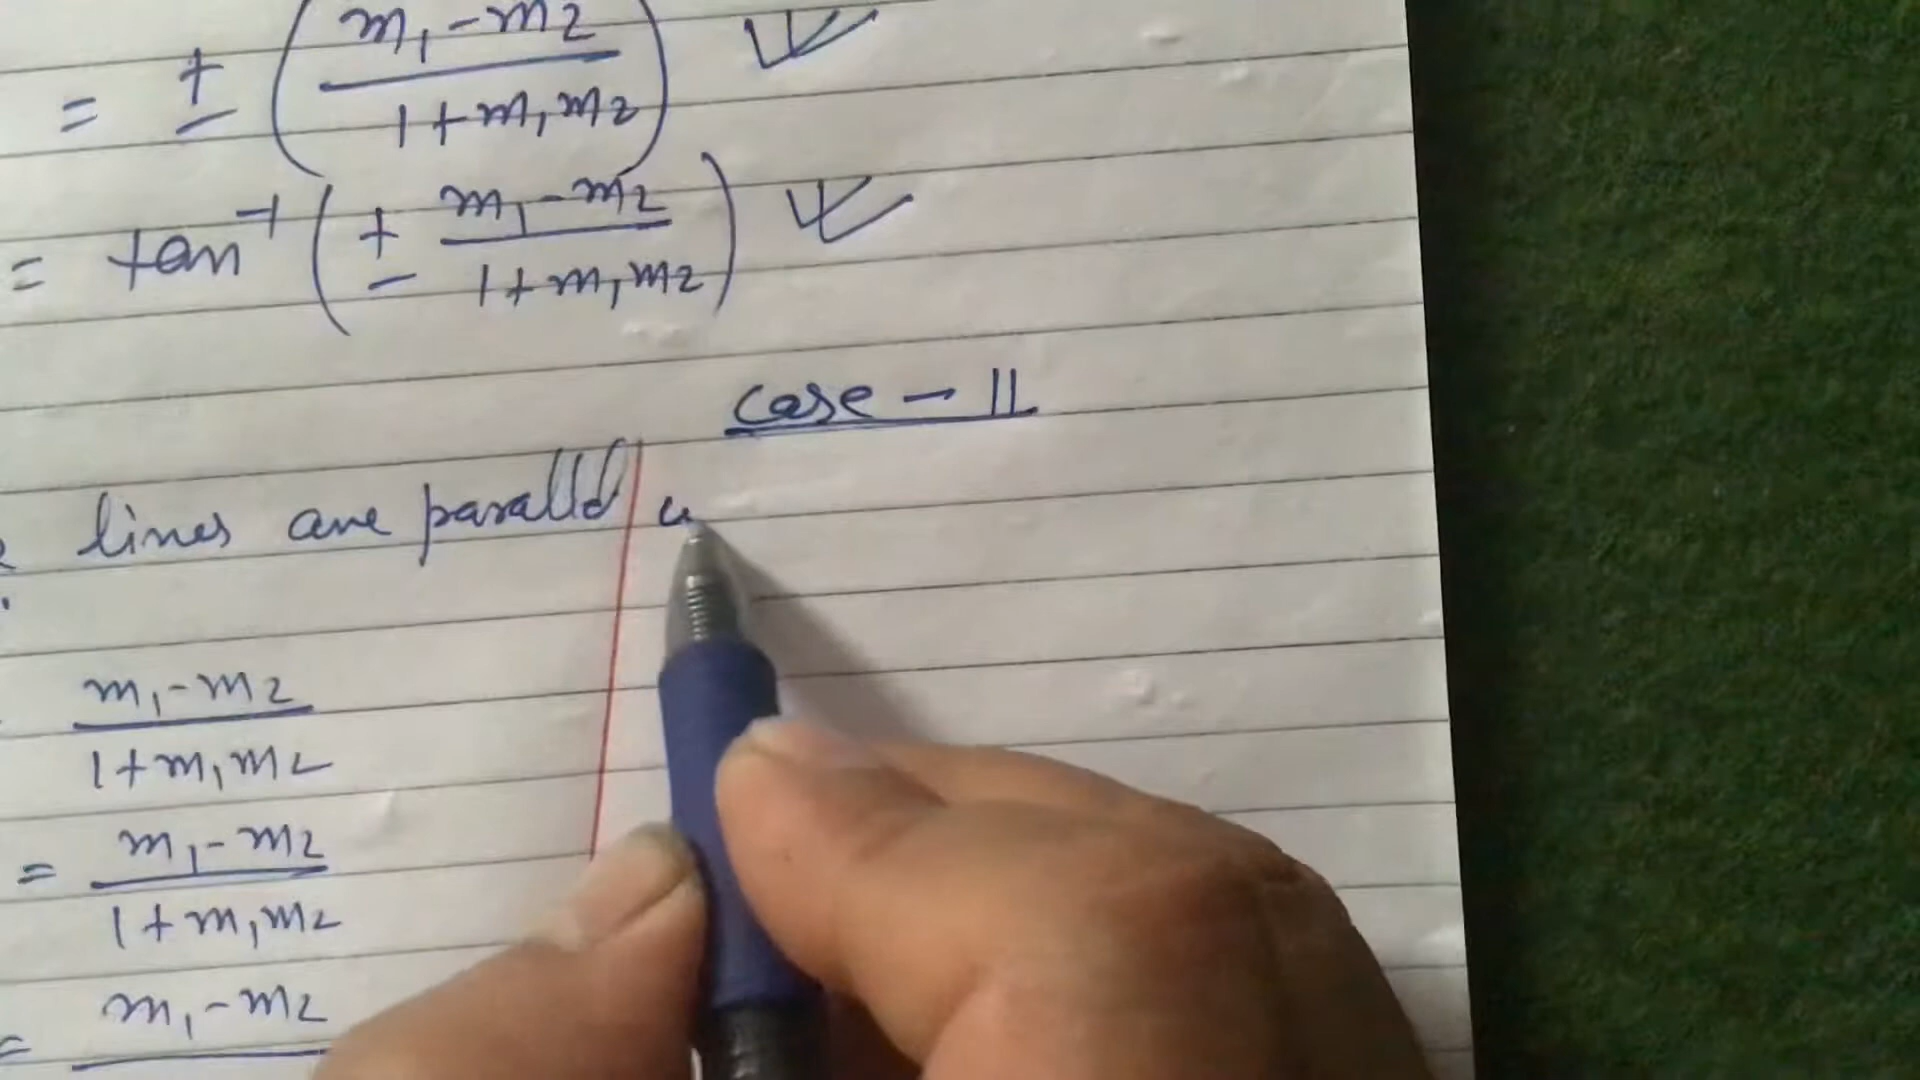 = ± (m₁-m₂ / 1+m₁m₂)
= tan⁻¹ (± m₁-m₂ / 1+m₁m₂)
case - II
lines are parallel
m₁-m₂ / 1+m₁m₂
= m₁-m₂ / 1+m₁m₂
= m₁-m₂